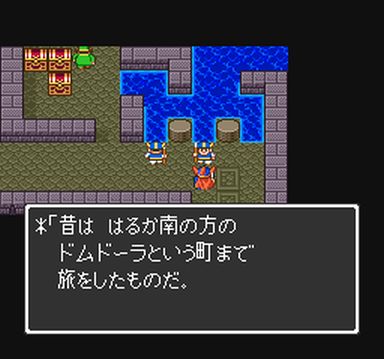 *「昔は はるか南の方の
ドムドーラという町まで
旅をしたものだ。